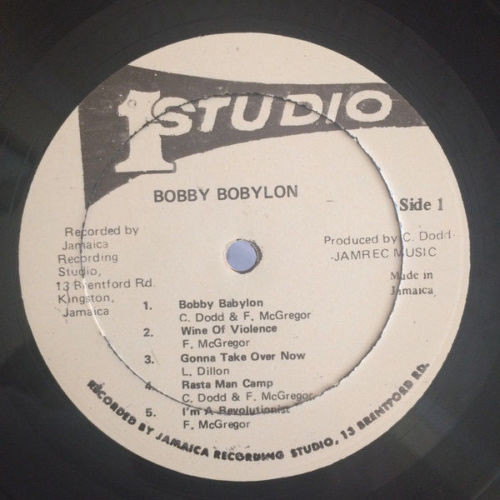 1 STUDIO
BOBBY BOBYLON
Side 1
Recorded by
Jamaica
Recording
Studio,
13 Brentford Rd.
Kingston,
Jamaica
Produced by C. Dodd
JAMREC MUSIC
Made in
Jamaica
1. Bobby Babylon
C. Dodd & F. McGregor
2. Wine Of Violence
F. McGregor
3. Gonna Take Over Now
L. Dillon
4. Rasta Man Camp
C. Dodd & F. McGregor
5. I'm A Revolutionist
F. McGregor
RECORDED BY JAMAICA RECORDING STUDIO, 13 BRENTFORD RD.